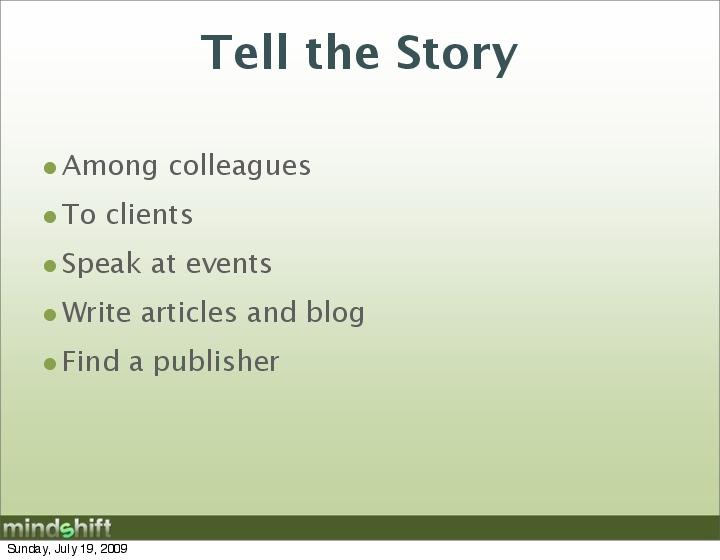 Tell the Story
•Among colleagues
•To clients
•Speak at events
•Write articles and blog
•Find a publisher
mindshift
Sunday, July 19, 2009